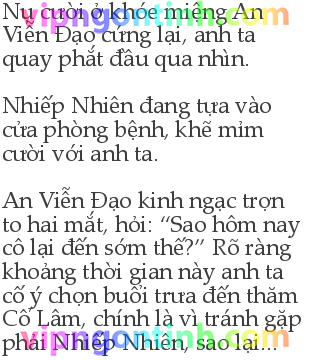 Nụ cười ở khóe miệng An
vipngontinh.com
Viễn Đạo cứng lại, anh ta
quay phắt đầu qua nhìn.
Nhiếp Nhiên đang tựa vào
cửa phòng bệnh, khẽ mỉm
cười với anh ta.
An Viễn Đạo kinh ngạc trợn
to hai mắt, hỏi: “Sao hôm nay
cô lại đến sớm thế?” Rõ ràng
khoảng thời gian này anh ta
cố ý chọn buổi trưa đến thăm
Cố Lâm, chính là vì tránh gặp
vipngontinh.com
phải Nhiếp Nhiên, sao lại...